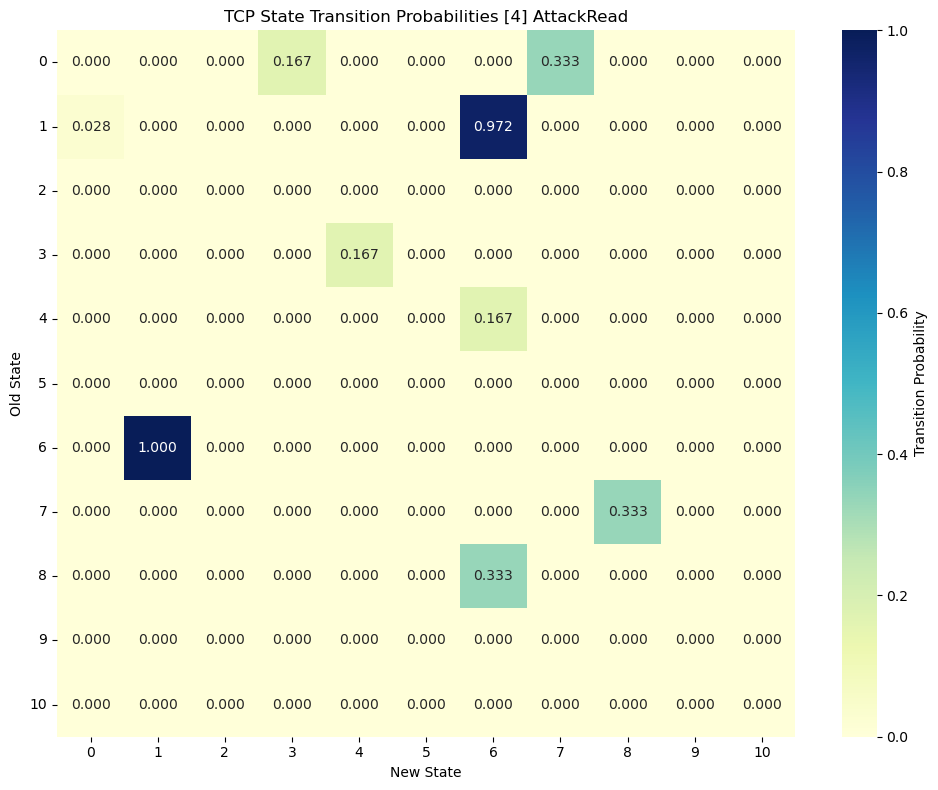 TCP State Transition Probabilities [4] AttackRead
0 0.000 0.000 0.000 0.167 0.000 0.000 0.000 0.333 0.000 0.000 0.000
1 0.028 0.000 0.000 0.000 0.000 0.000 0.972 0.000 0.000 0.000 0.000
2 0.000 0.000 0.000 0.000 0.000 0.000 0.000 0.000 0.000 0.000 0.000
3 0.000 0.000 0.000 0.000 0.167 0.000 0.000 0.000 0.000 0.000 0.000
4 0.000 0.000 0.000 0.000 0.000 0.000 0.167 0.000 0.000 0.000 0.000
5 0.000 0.000 0.000 0.000 0.000 0.000 0.000 0.000 0.000 0.000 0.000
6 0.000 1.000 0.000 0.000 0.000 0.000 0.000 0.000 0.000 0.000 0.000
7 0.000 0.000 0.000 0.000 0.000 0.000 0.000 0.000 0.333 0.000 0.000
8 0.000 0.000 0.000 0.000 0.000 0.000 0.333 0.000 0.000 0.000 0.000
9 0.000 0.000 0.000 0.000 0.000 0.000 0.000 0.000 0.000 0.000 0.000
10 0.000 0.000 0.000 0.000 0.000 0.000 0.000 0.000 0.000 0.000 0.000
0 1 2 3 4 5 6 7 8 9 10
New State
Old State
1.0
0.8
0.6
0.4
0.2
0.0
Transition Probability